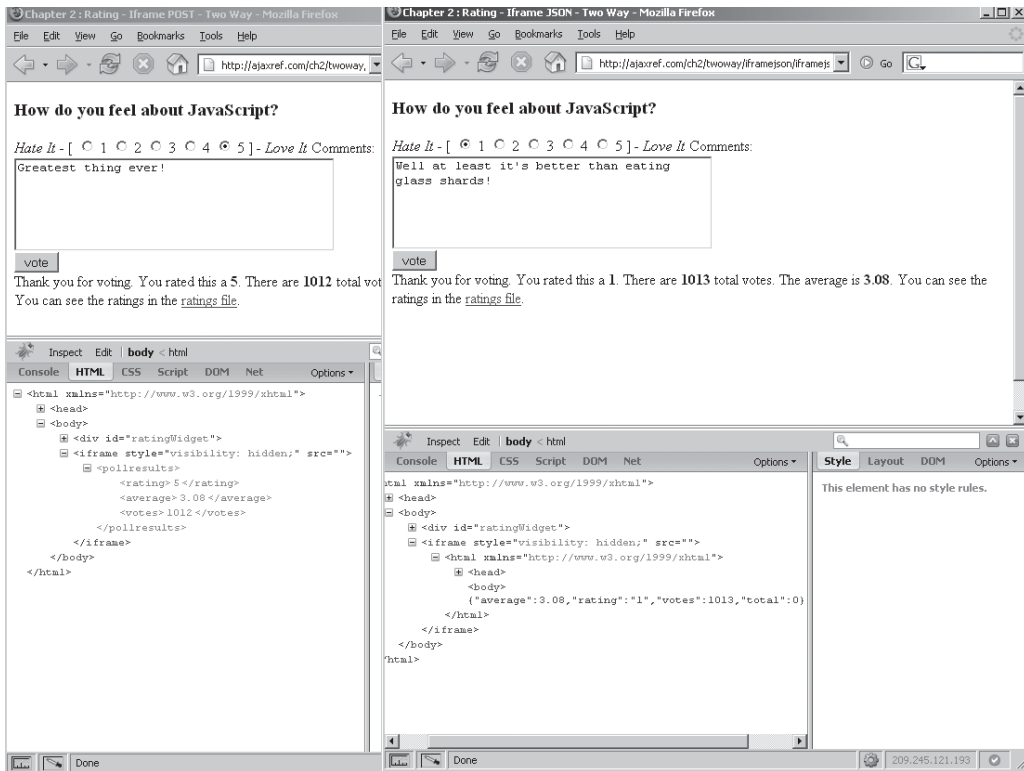 Chapter 2 : Rating - Iframe POST - Two Way - Mozilla Firefox
File Edit View Go Bookmarks Tools Help
http://ajaxref.com/ch2/twoway,
How do you feel about JavaScript?
Hate It - [ 1 2 3 4 5 ] - Love It Comments:
Greatest thing ever!
vote
Thank you for voting. You rated this a 5. There are 1012 total vot
You can see the ratings in the ratings file.
Inspect Edit | body < html
Console HTML CSS Script DOM Net Options
<html xmlns="http://www.w3.org/1999/xhtml">
<head>
<body>
<div id="ratingWidget">
<iframe style="visibility: hidden;" src="">
<pollresults>
<rating>5</rating>
<average>3.08</average>
<votes>1012</votes>
</pollresults>
</iframe>
</body>
</html>
Done
Chapter 2 : Rating - Iframe JSON - Two Way - Mozilla Firefox
File Edit View Go Bookmarks Tools Help
http://ajaxref.com/ch2/twoway/iframejson/iframejs Go G
How do you feel about JavaScript?
Hate It - [ 1 2 3 4 5 ] - Love It Comments:
Well at least it's better than eating
glass shards!
vote
Thank you for voting. You rated this a 1. There are 1013 total votes. The average is 3.08. You can see the
ratings in the ratings file.
Inspect Edit | body < html
Console HTML CSS Script DOM Net Options
Style Layout DOM Options
This element has no style rules.
html xmlns="http://www.w3.org/1999/xhtml">
<head>
<body>
<div id="ratingWidget">
<iframe style="visibility: hidden;" src="">
<html xmlns="http://www.w3.org/1999/xhtml">
<head>
<body>
{"average":3.08,"rating":"1","votes":1013,"total":0}
</html>
</iframe>
</body>
/html>
Done
209.245.121.193